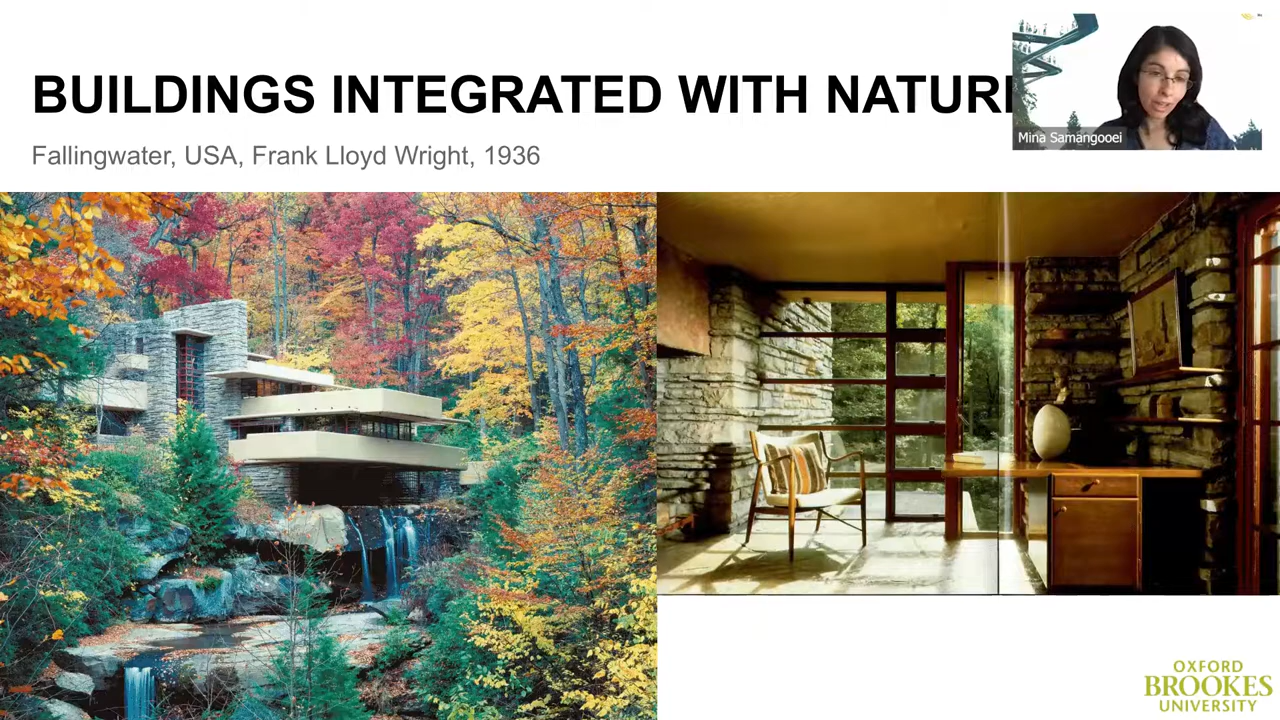 BUILDINGS INTEGRATED WITH NATUR
Fallingwater, USA, Frank Lloyd Wright, 1936
Mina Samangooei
OXFORD
BROOKES
UNIVERSITY